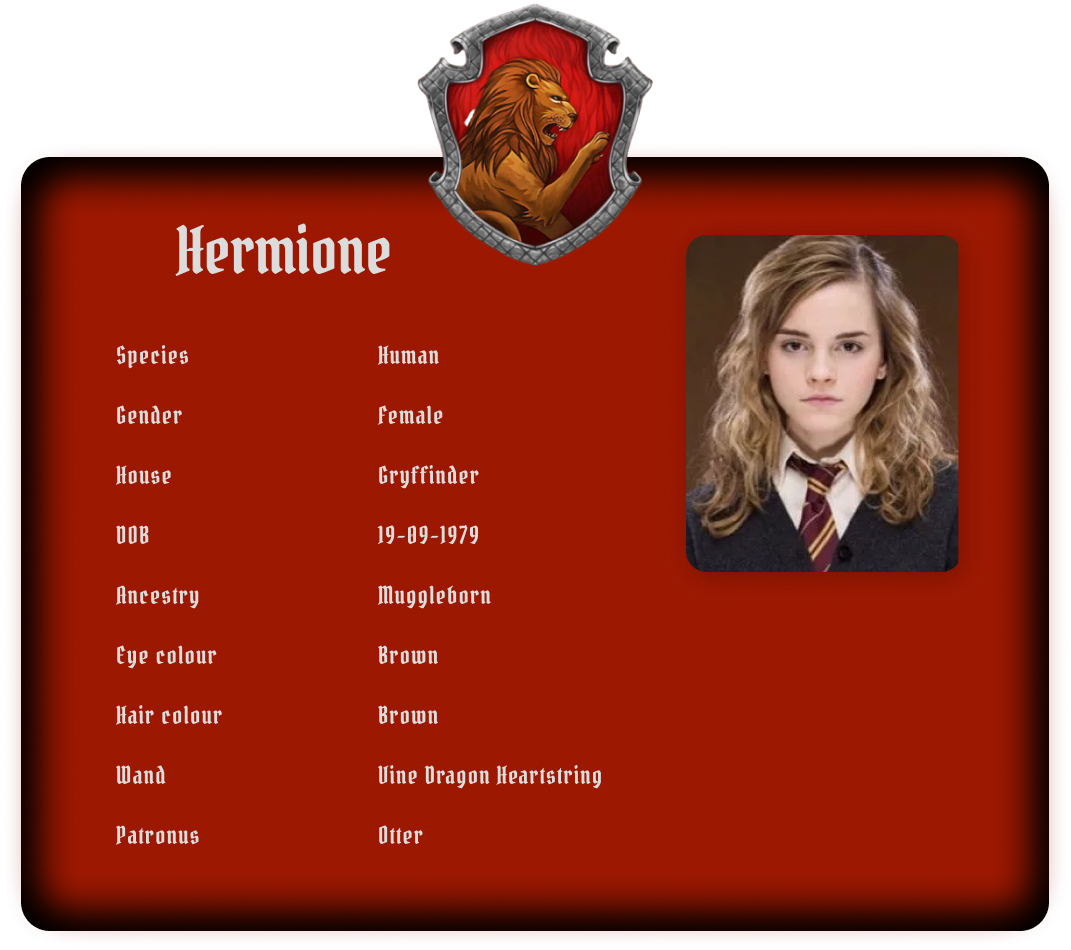 Hermione
Species Human
Gender Female
House Gryffinder
DOB 19-09-1979
Ancestry Muggleborn
Eye colour Brown
Hair colour Brown
Wand Vine Dragon Heartstring
Patronus Otter